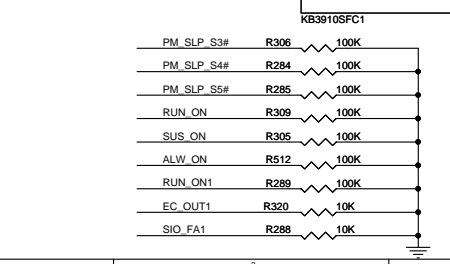 KB3910SFC1
PM_SLP_S3# R306 100K
PM_SLP_S4# R284 100K
PM_SLP_S5# R285 100K
RUN_ON R309 100K
SUS_ON R305 100K
ALW_ON R512 100K
RUN_ON1 R289 100K
EC_OUT1 R320 10K
SIO_FA1 R288 10K